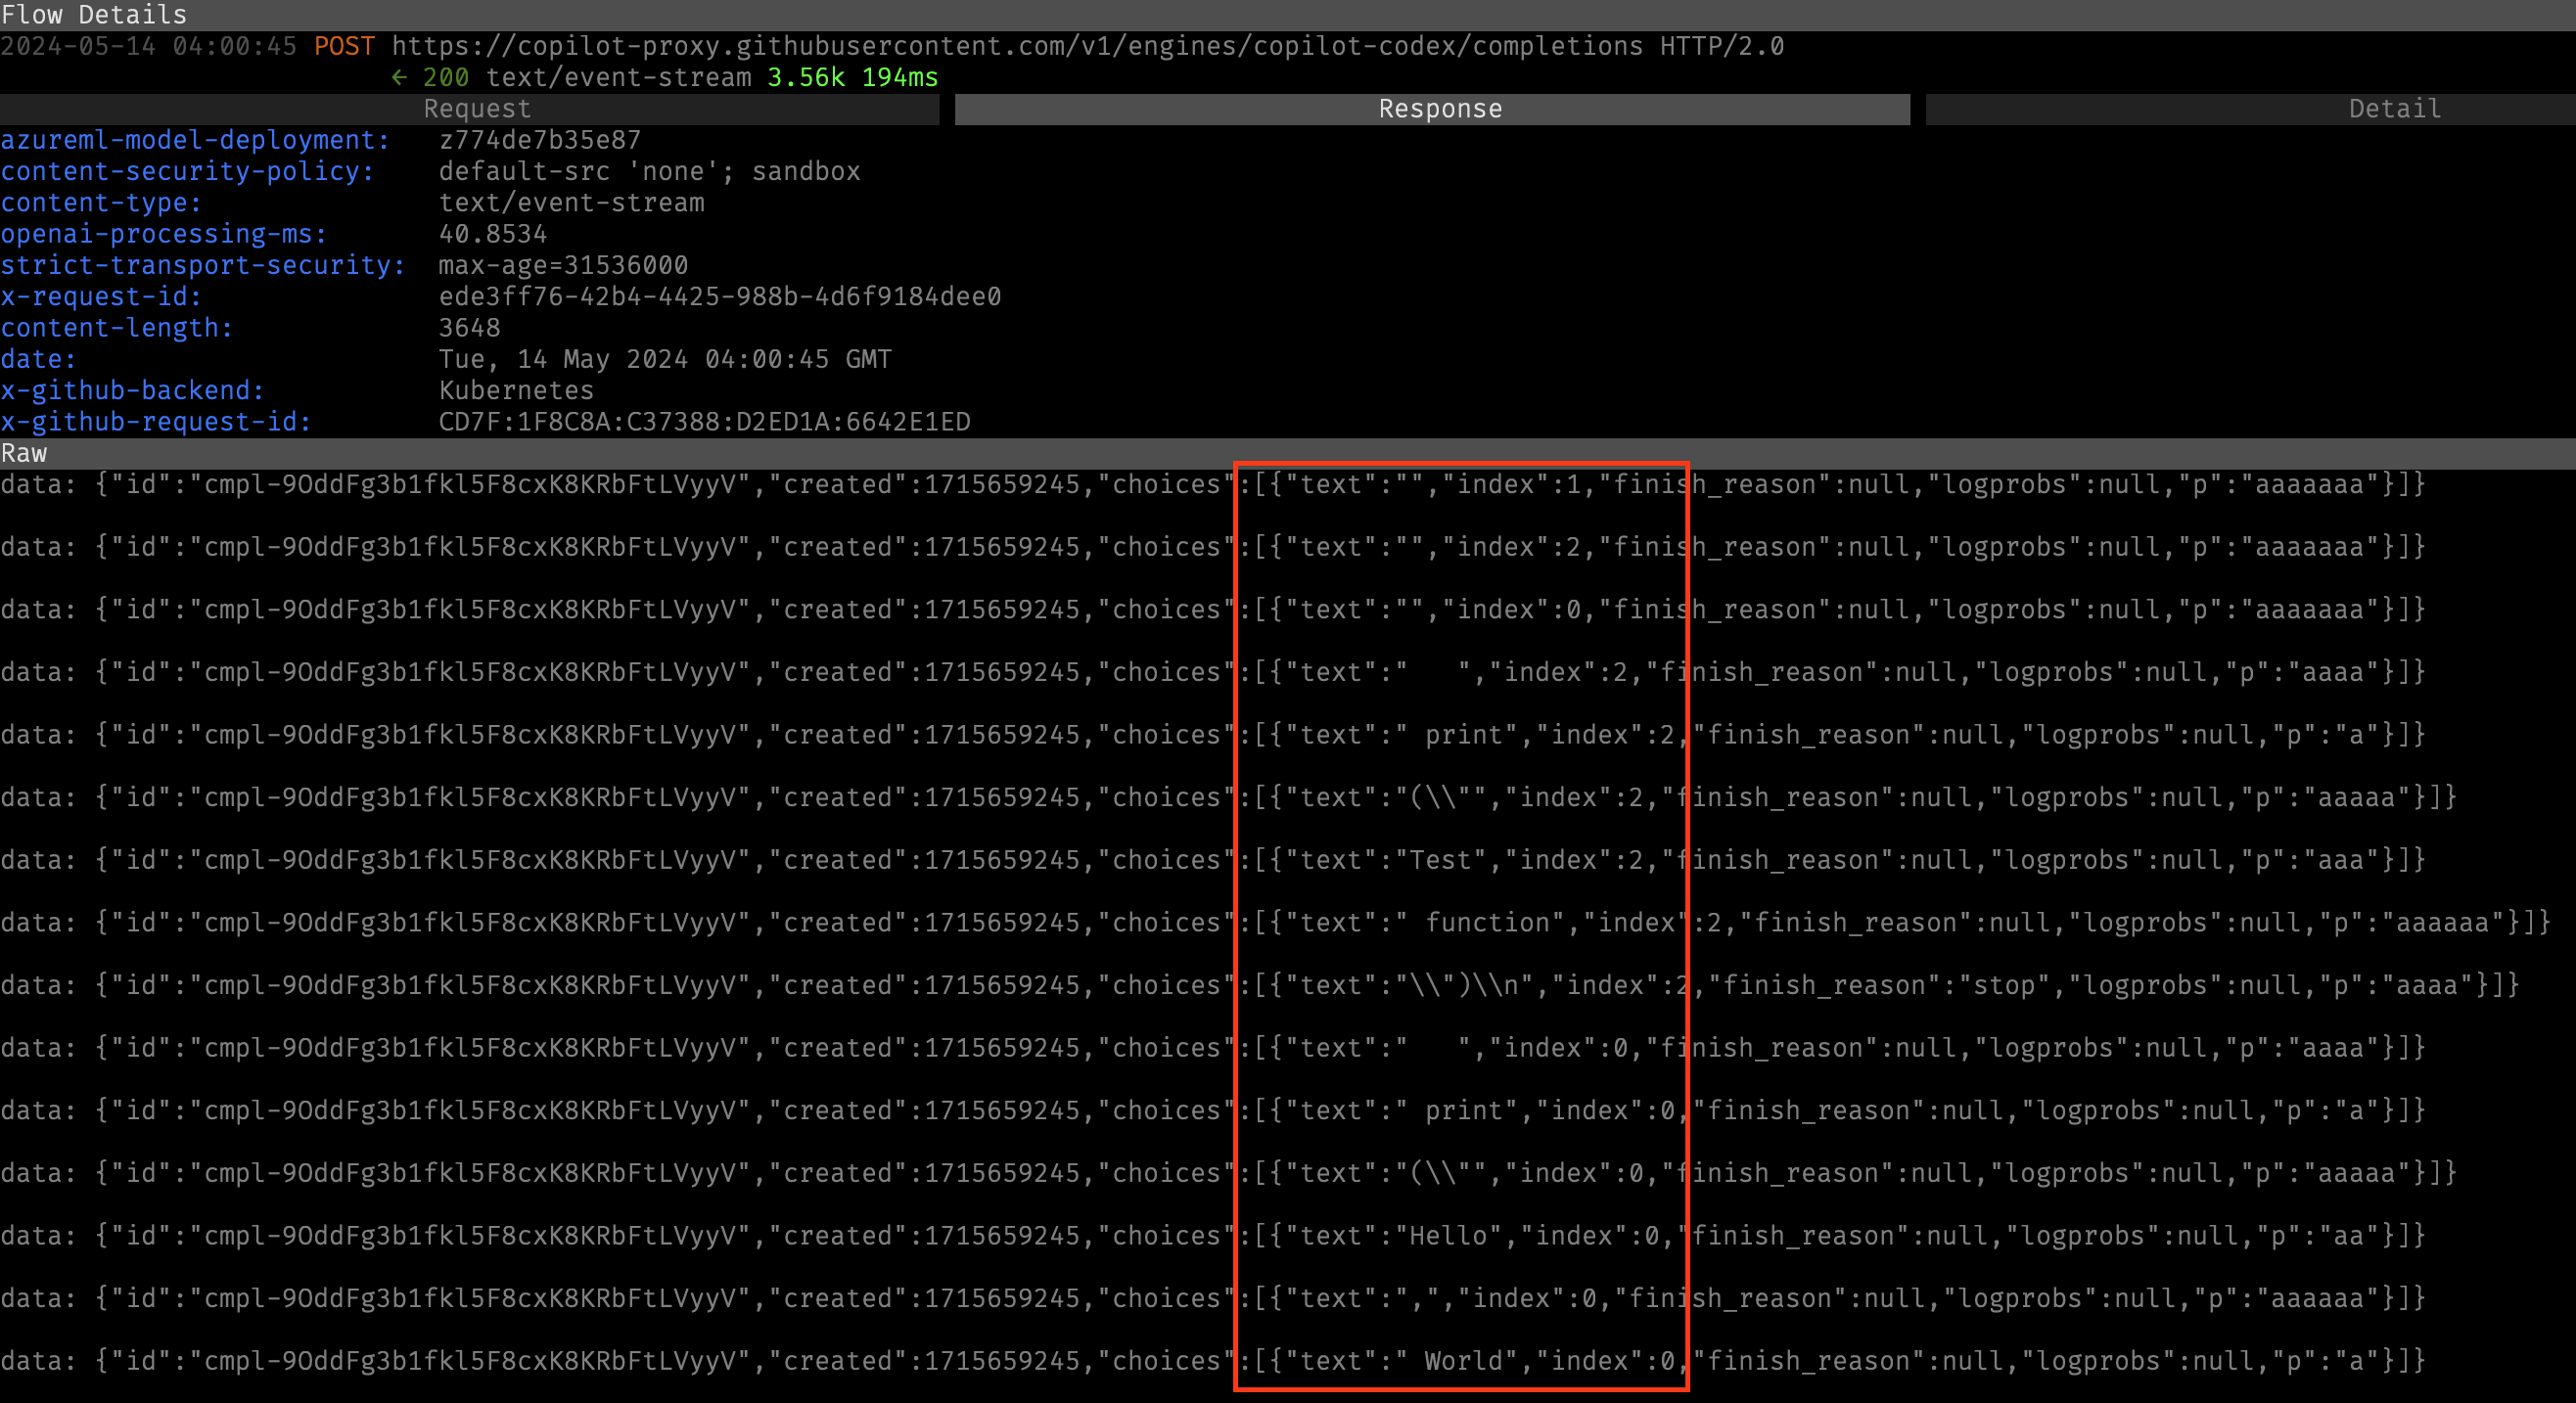 Flow Details
2024-05-14 04:00:45 POST https://copilot-proxy.githubusercontent.com/v1/engines/copilot-codex/completions HTTP/2.0
← 200 text/event-stream 3.56k 194ms
Request Response Detail
azureml-model-deployment: z774de7b35e87
content-security-policy: default-src 'none'; sandbox
content-type: text/event-stream
openai-processing-ms: 40.8534
strict-transport-security: max-age=31536000
x-request-id: ede3ff76-42b4-4425-988b-4d6f9184dee0
content-length: 3648
date: Tue, 14 May 2024 04:00:45 GMT
x-github-backend: Kubernetes
x-github-request-id: CD7F:1F8C8A:C37388:D2ED1A:6642E1ED
Raw
data: {"id":"cmpl-9OddFg3b1fkl5F8cxK8KRbFtLVyyV","created":1715659245,"choices":[{"text":"","index":1,"finish_reason":null,"logprobs":null,"p":"aaaaaaa"}]}
data: {"id":"cmpl-9OddFg3b1fkl5F8cxK8KRbFtLVyyV","created":1715659245,"choices":[{"text":"","index":2,"finish_reason":null,"logprobs":null,"p":"aaaaaaa"}]}
data: {"id":"cmpl-9OddFg3b1fkl5F8cxK8KRbFtLVyyV","created":1715659245,"choices":[{"text":"","index":0,"finish_reason":null,"logprobs":null,"p":"aaaaaaa"}]}
data: {"id":"cmpl-9OddFg3b1fkl5F8cxK8KRbFtLVyyV","created":1715659245,"choices":[{"text":"   ","index":2,"finish_reason":null,"logprobs":null,"p":"aaaa"}]}
data: {"id":"cmpl-9OddFg3b1fkl5F8cxK8KRbFtLVyyV","created":1715659245,"choices":[{"text":" print","index":2,"finish_reason":null,"logprobs":null,"p":"a"}]}
data: {"id":"cmpl-9OddFg3b1fkl5F8cxK8KRbFtLVyyV","created":1715659245,"choices":[{"text":"(\\"","index":2,"finish_reason":null,"logprobs":null,"p":"aaaaa"}]}
data: {"id":"cmpl-9OddFg3b1fkl5F8cxK8KRbFtLVyyV","created":1715659245,"choices":[{"text":"Test","index":2,"finish_reason":null,"logprobs":null,"p":"aaa"}]}
data: {"id":"cmpl-9OddFg3b1fkl5F8cxK8KRbFtLVyyV","created":1715659245,"choices":[{"text":" function","index":2,"finish_reason":null,"logprobs":null,"p":"aaaaaa"}]}
data: {"id":"cmpl-9OddFg3b1fkl5F8cxK8KRbFtLVyyV","created":1715659245,"choices":[{"text":"\\")\\n","index":2,"finish_reason":"stop","logprobs":null,"p":"aaaa"}]}
data: {"id":"cmpl-9OddFg3b1fkl5F8cxK8KRbFtLVyyV","created":1715659245,"choices":[{"text":"   ","index":0,"finish_reason":null,"logprobs":null,"p":"aaaa"}]}
data: {"id":"cmpl-9OddFg3b1fkl5F8cxK8KRbFtLVyyV","created":1715659245,"choices":[{"text":" print","index":0,"finish_reason":null,"logprobs":null,"p":"a"}]}
data: {"id":"cmpl-9OddFg3b1fkl5F8cxK8KRbFtLVyyV","created":1715659245,"choices":[{"text":"(\\"","index":0,"finish_reason":null,"logprobs":null,"p":"aaaaa"}]}
data: {"id":"cmpl-9OddFg3b1fkl5F8cxK8KRbFtLVyyV","created":1715659245,"choices":[{"text":"Hello","index":0,"finish_reason":null,"logprobs":null,"p":"aa"}]}
data: {"id":"cmpl-9OddFg3b1fkl5F8cxK8KRbFtLVyyV","created":1715659245,"choices":[{"text":",","index":0,"finish_reason":null,"logprobs":null,"p":"aaaaaa"}]}
data: {"id":"cmpl-9OddFg3b1fkl5F8cxK8KRbFtLVyyV","created":1715659245,"choices":[{"text":" World","index":0,"finish_reason":null,"logprobs":null,"p":"a"}]}